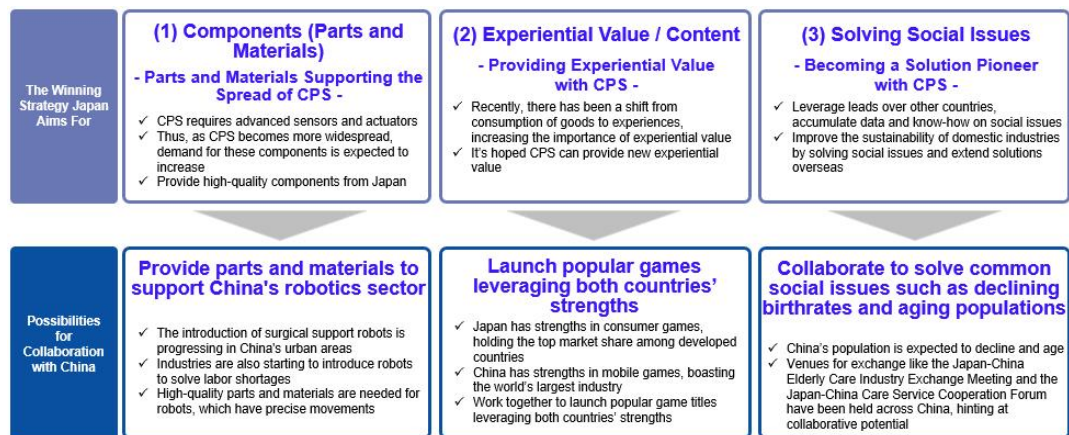 The Winning
Strategy Japan
Aims For
(1) Components (Parts and
Materials)
- Parts and Materials Supporting the
Spread of CPS -
✓ CPS requires advanced sensors and actuators
✓ Thus, as CPS becomes more widespread,
demand for these components is expected to
increase
✓ Provide high-quality components from Japan
(2) Experiential Value / Content
- Providing Experiential Value
with CPS -
✓ Recently, there has been a shift from
consumption of goods to experiences,
increasing the importance of experiential value
✓ It's hoped CPS can provide new experiential
value
(3) Solving Social Issues
- Becoming a Solution Pioneer
with CPS -
✓ Leverage leads over other countries,
accumulate data and know-how on social issues
✓ Improve the sustainability of domestic industries
by solving social issues and extend solutions
overseas
Possibilities
for
Collaboration
with China
Provide parts and materials to
support China's robotics sector
✓ The introduction of surgical support robots is
progressing in China's urban areas
✓ Industries are also starting to introduce robots
to solve labor shortages
✓ High-quality parts and materials are needed for
robots, which have precise movements
Launch popular games
leveraging both countries'
strengths
✓ Japan has strengths in consumer games,
holding the top market share among developed
countries
✓ China has strengths in mobile games, boasting
the world's largest industry
✓ Work together to launch popular game titles
leveraging both countries' strengths
Collaborate to solve common
social issues such as declining
birthrates and aging populations
✓ China's population is expected to decline and age
✓ Venues for exchange like the Japan-China
Elderly Care Industry Exchange Meeting and the
Japan-China Care Service Cooperation Forum
have been held across China, hinting at
collaborative potential